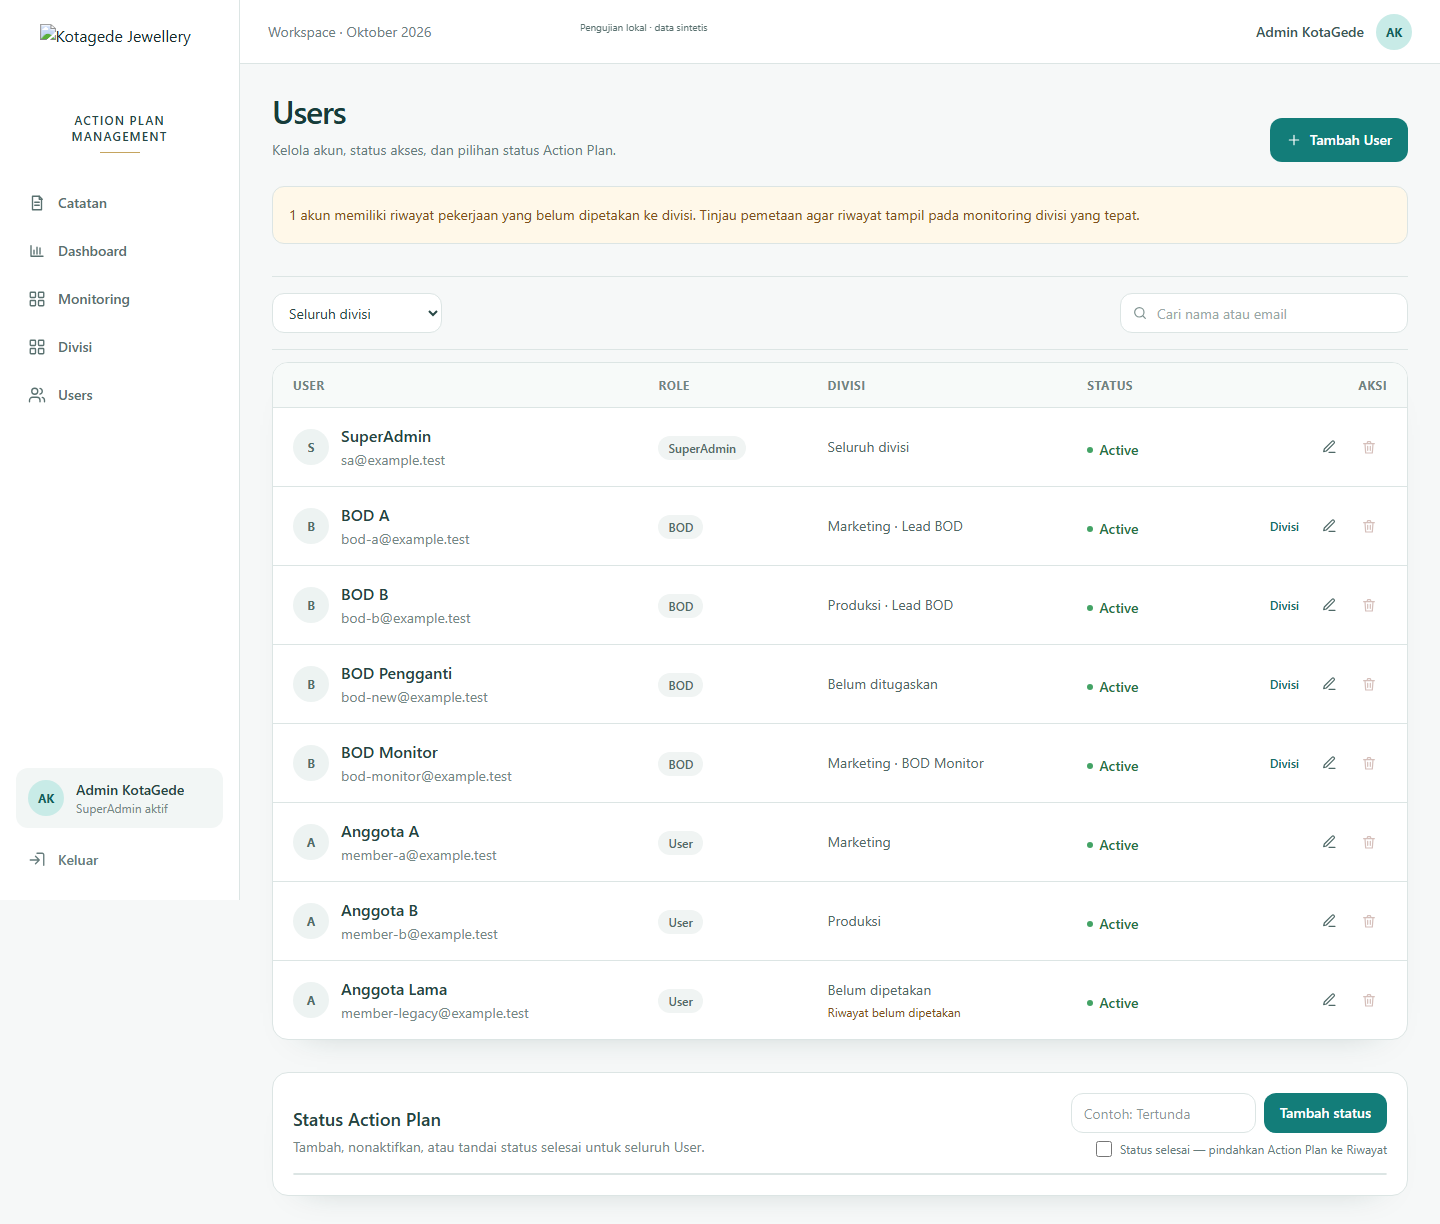 Kotagede Jewellery
ACTION PLAN
MANAGEMENT
Catatan
Dashboard
Monitoring
Divisi
Users
AK
Admin KotaGede
SuperAdmin aktif
Keluar
Workspace · Oktober 2026
Pengujian lokal · data sintetis
Admin KotaGede
AK
Users
Kelola akun, status akses, dan pilihan status Action Plan.
+ Tambah User
1 akun memiliki riwayat pekerjaan yang belum dipetakan ke divisi. Tinjau pemetaan agar riwayat tampil pada monitoring divisi yang tepat.
Seluruh divisi
Cari nama atau email
USER ROLE DIVISI STATUS AKSI
S
SuperAdmin
sa@example.test
SuperAdmin
Seluruh divisi
Active
B
BOD A
bod-a@example.test
BOD
Marketing · Lead BOD
Active
Divisi
B
BOD B
bod-b@example.test
BOD
Produksi · Lead BOD
Active
Divisi
B
BOD Pengganti
bod-new@example.test
BOD
Belum ditugaskan
Active
Divisi
B
BOD Monitor
bod-monitor@example.test
BOD
Marketing · BOD Monitor
Active
Divisi
A
Anggota A
member-a@example.test
User
Marketing
Active
A
Anggota B
member-b@example.test
User
Produksi
Active
A
Anggota Lama
member-legacy@example.test
User
Belum dipetakan
Riwayat belum dipetakan
Active
Status Action Plan
Tambah, nonaktifkan, atau tandai status selesai untuk seluruh User.
Contoh: Tertunda
Tambah status
Status selesai — pindahkan Action Plan ke Riwayat